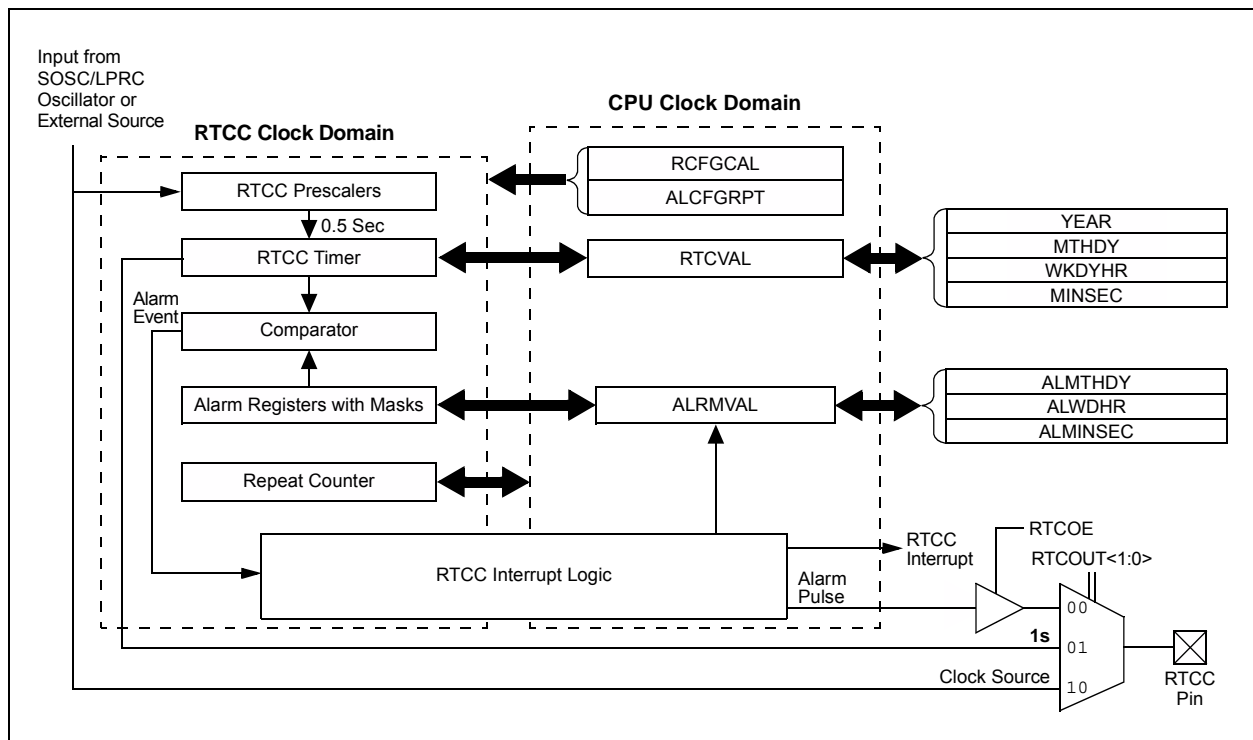 Input from
SOSC/LPRC
Oscillator or
External Source
CPU Clock Domain
RTCC Clock Domain
RCFGCAL
RTCC Prescalers
ALCFGRPT
0.5 Sec
YEAR
RTCC Timer
RTCVAL
MTHDY
WKDYHR
MINSEC
Alarm
Event
Comparator
ALMTHDY
Alarm Registers with Masks
ALRMVAL
ALWDHR
ALMINSEC
Repeat Counter
RTCC
Interrupt
RTCOE
RTCOUT<1:0>
RTCC Interrupt Logic
Alarm
Pulse
00
1s
01
Clock Source
10
RTCC
Pin